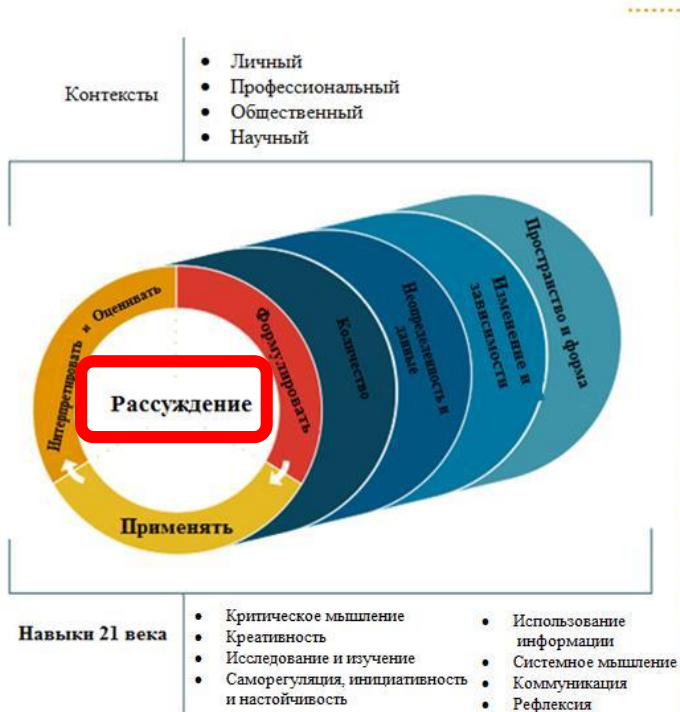 Контексты
• Личный
• Профессиональный
• Общественный
• Научный
Интерпретировать и Оценивать
Формулировать
Рассуждение
Применять
Количество
Неопределенность и
данные
Изменение и
зависимости
Пространство и форма
Навыки 21 века
• Критическое мышление
• Креативность
• Исследование и изучение
• Саморегуляция, инициативность
и настойчивость
• Использование
информации
• Системное мышление
• Коммуникация
• Рефлексия